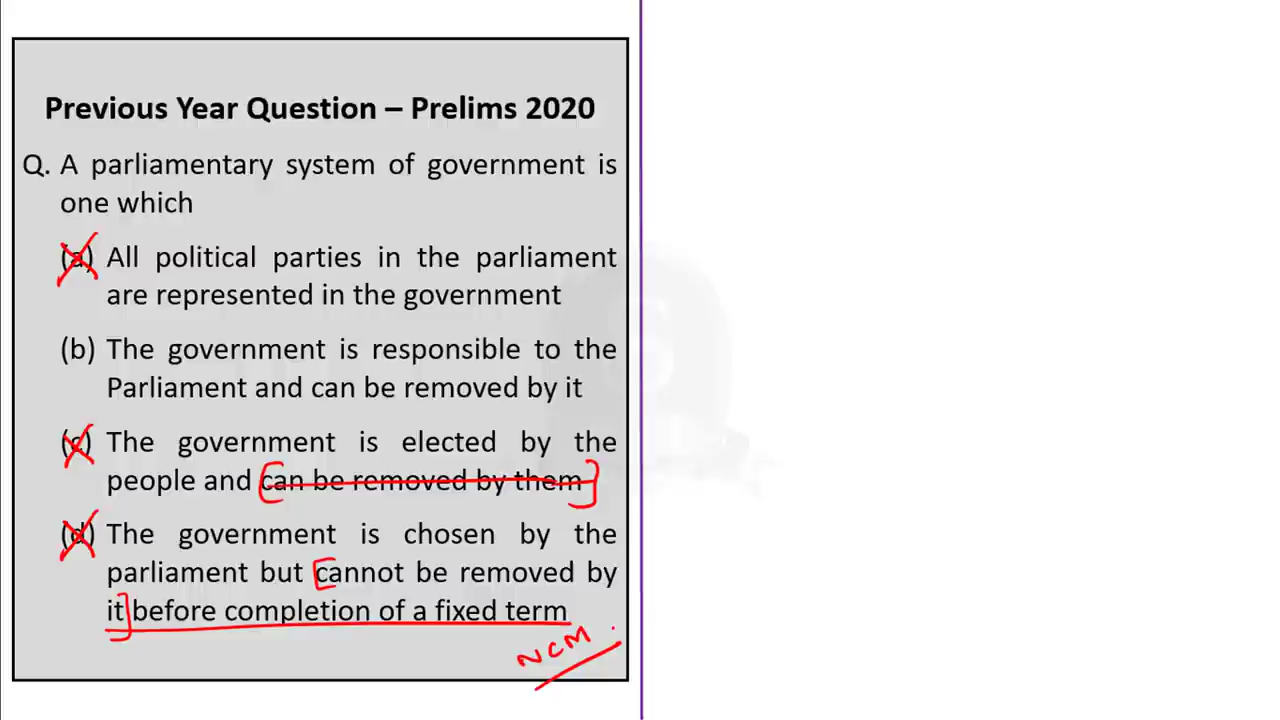 Previous Year Question – Prelims 2020
Q. A parliamentary system of government is
one which
(a) All political parties in the parliament
are represented in the government
(b) The government is responsible to the
Parliament and can be removed by it
(c) The government is elected by the
people and can be removed by them
(d) The government is chosen by the
parliament but cannot be removed by
it before completion of a fixed term
NCM